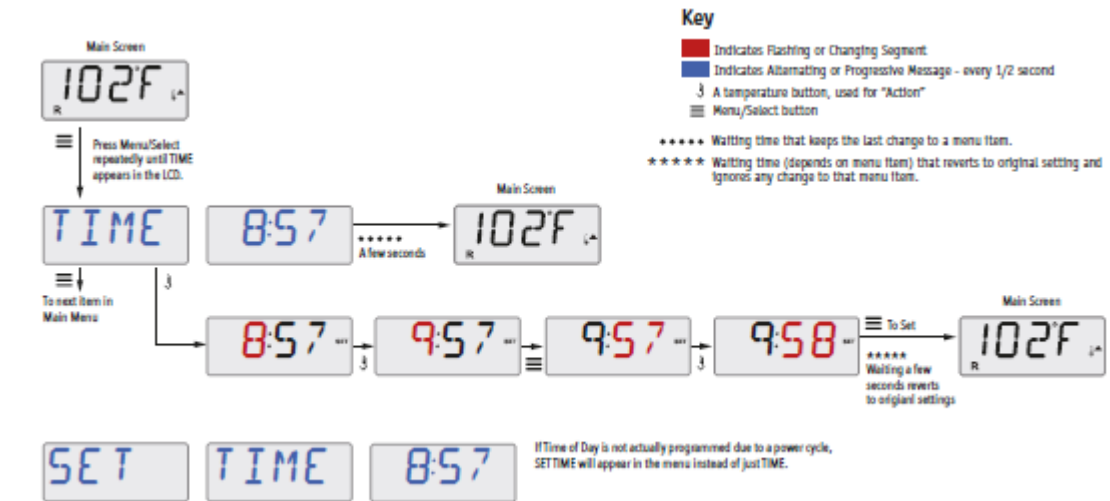 Key
Indicates Flashing or Changing Segment
Indicates Alternating or Progressive Message - every 1/2 second
A temperature button, used for "Action"
Menu/Select button
Waiting time that keeps the last change to a menu item.
Waiting time (depends on menu item) that reverts to original setting and
ignores any change to that menu item.
Main Screen
102°F
R
Press Menu/Select
repeatedly until TIME
appears in the LCD.
TIME
8:57
*****
A few seconds
Main Screen
102°F
R
To next item in
Main Menu
8:57
SET
9:57
SET
9:57
SET
9:58
SET
To Set
*****
Waiting a few
seconds reverts
to origianl settings
Main Screen
102°F
R
SET
TIME
8:57
If Time of Day is not actually programmed due to a power cycle,
SET TIME will appear in the menu instead of just TIME.